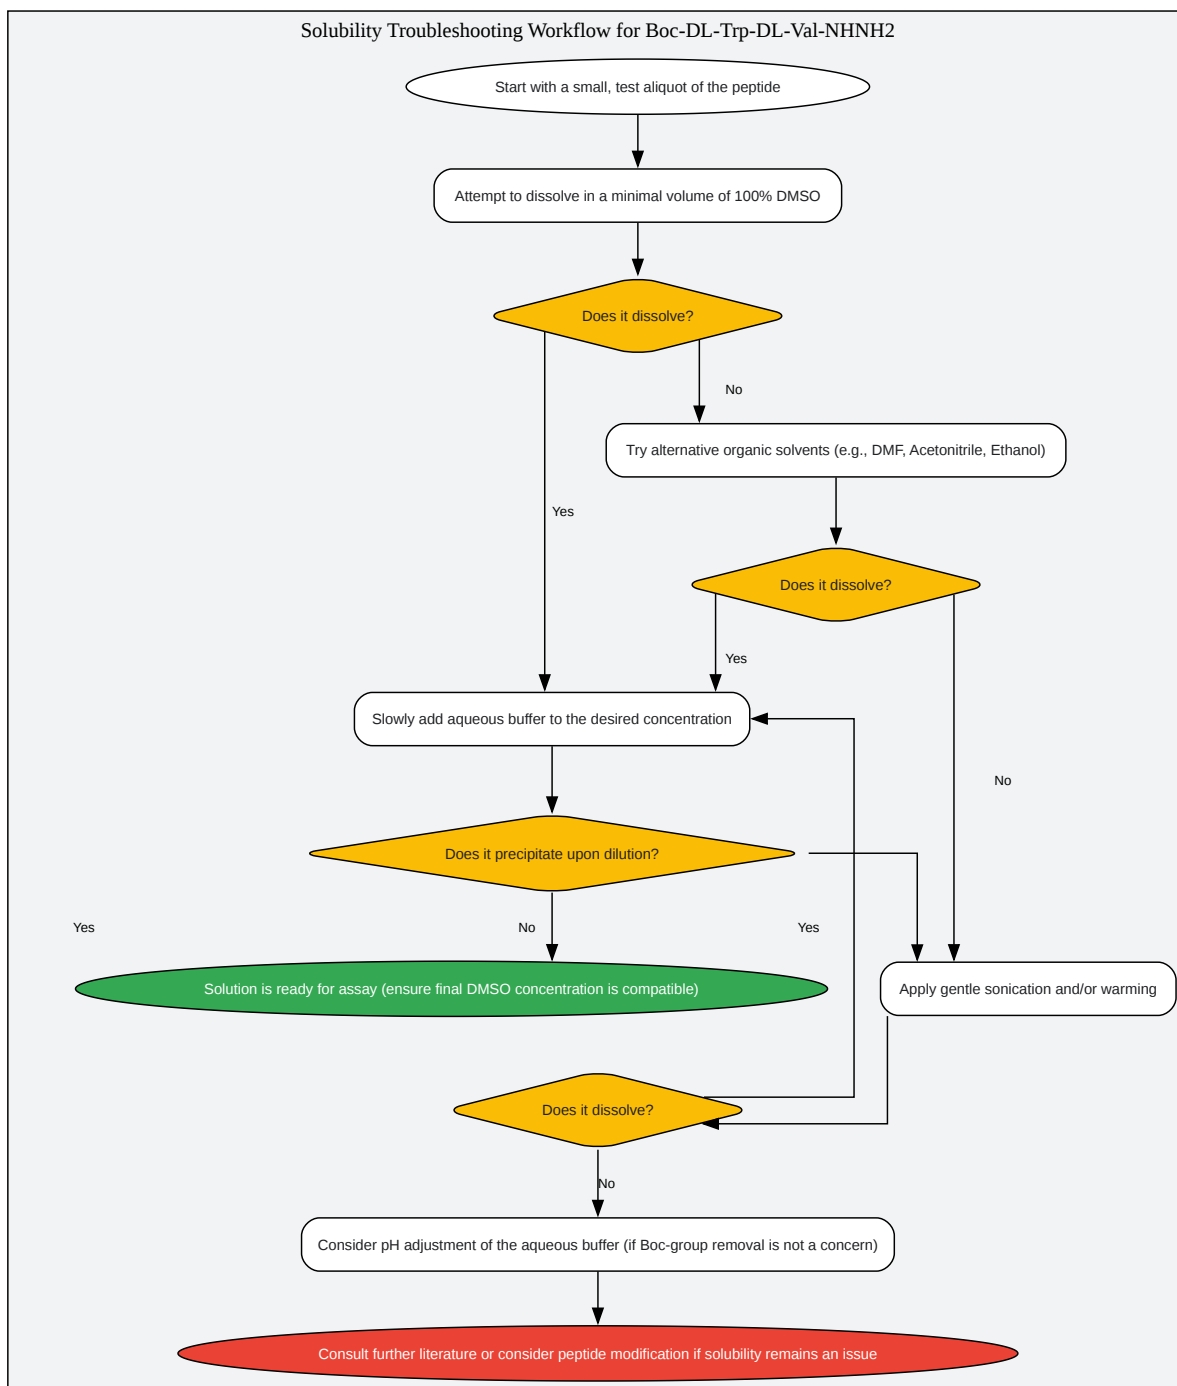 Solubility Troubleshooting Workflow for Boc-DL-Trp-DL-Val-NHNH2
Start with a small, test aliquot of the peptide
Attempt to dissolve in a minimal volume of 100% DMSO
Does it dissolve?
No
Try alternative organic solvents (e.g., DMF, Acetonitrile, Ethanol)
Yes
Does it dissolve?
Yes
Slowly add aqueous buffer to the desired concentration
No
Does it precipitate upon dilution?
Yes
No
Yes
Solution is ready for assay (ensure final DMSO concentration is compatible)
Apply gentle sonication and/or warming
Does it dissolve?
No
Consider pH adjustment of the aqueous buffer (if Boc-group removal is not a concern)
Consult further literature or consider peptide modification if solubility remains an issue